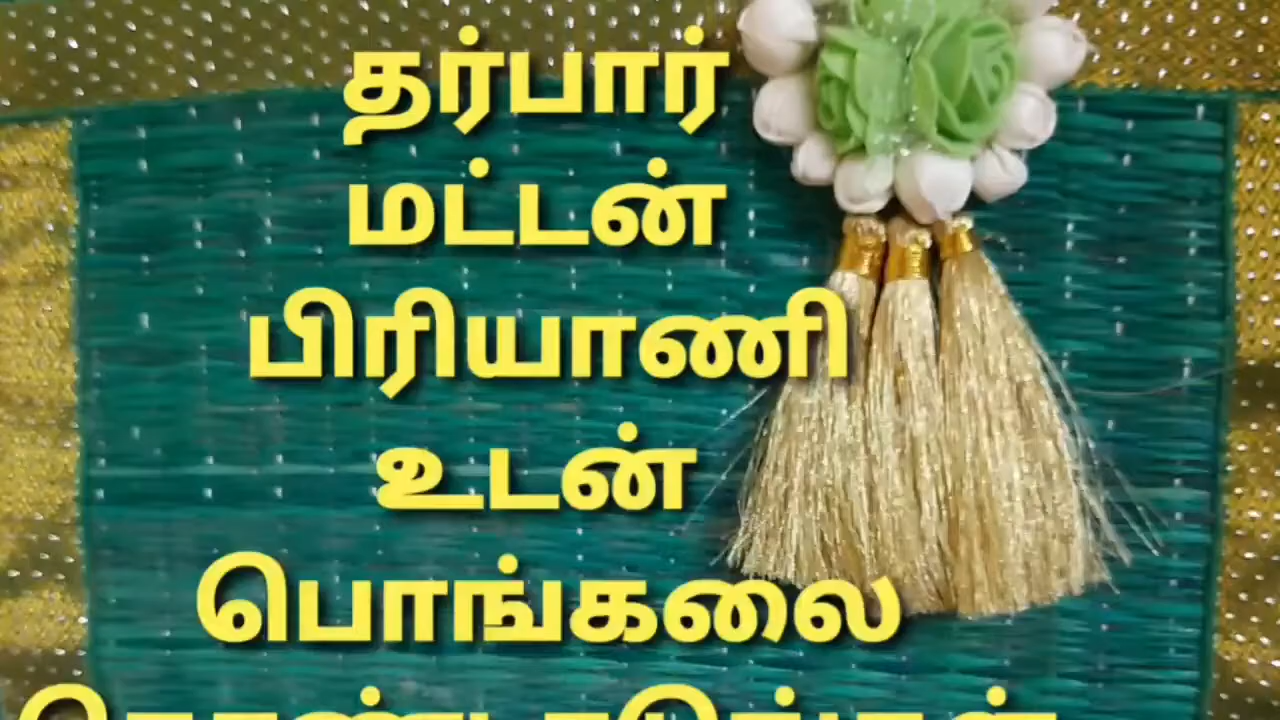 தர்பார்
மட்டன்
பிரியாணி
உடன்
பொங்கலை